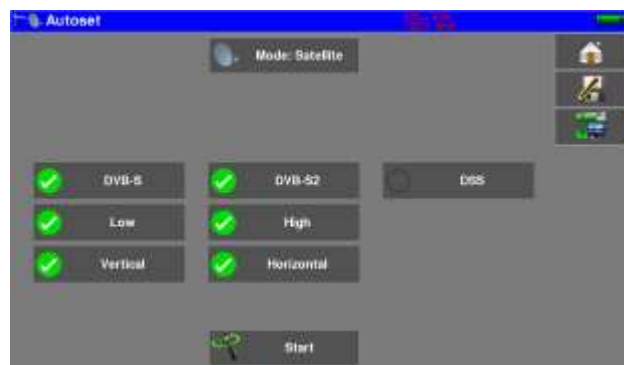 Autoset
Mode: Satellite
DVB-S
DVB-S2
DSS
Low
High
Vertical
Horizontal
Start